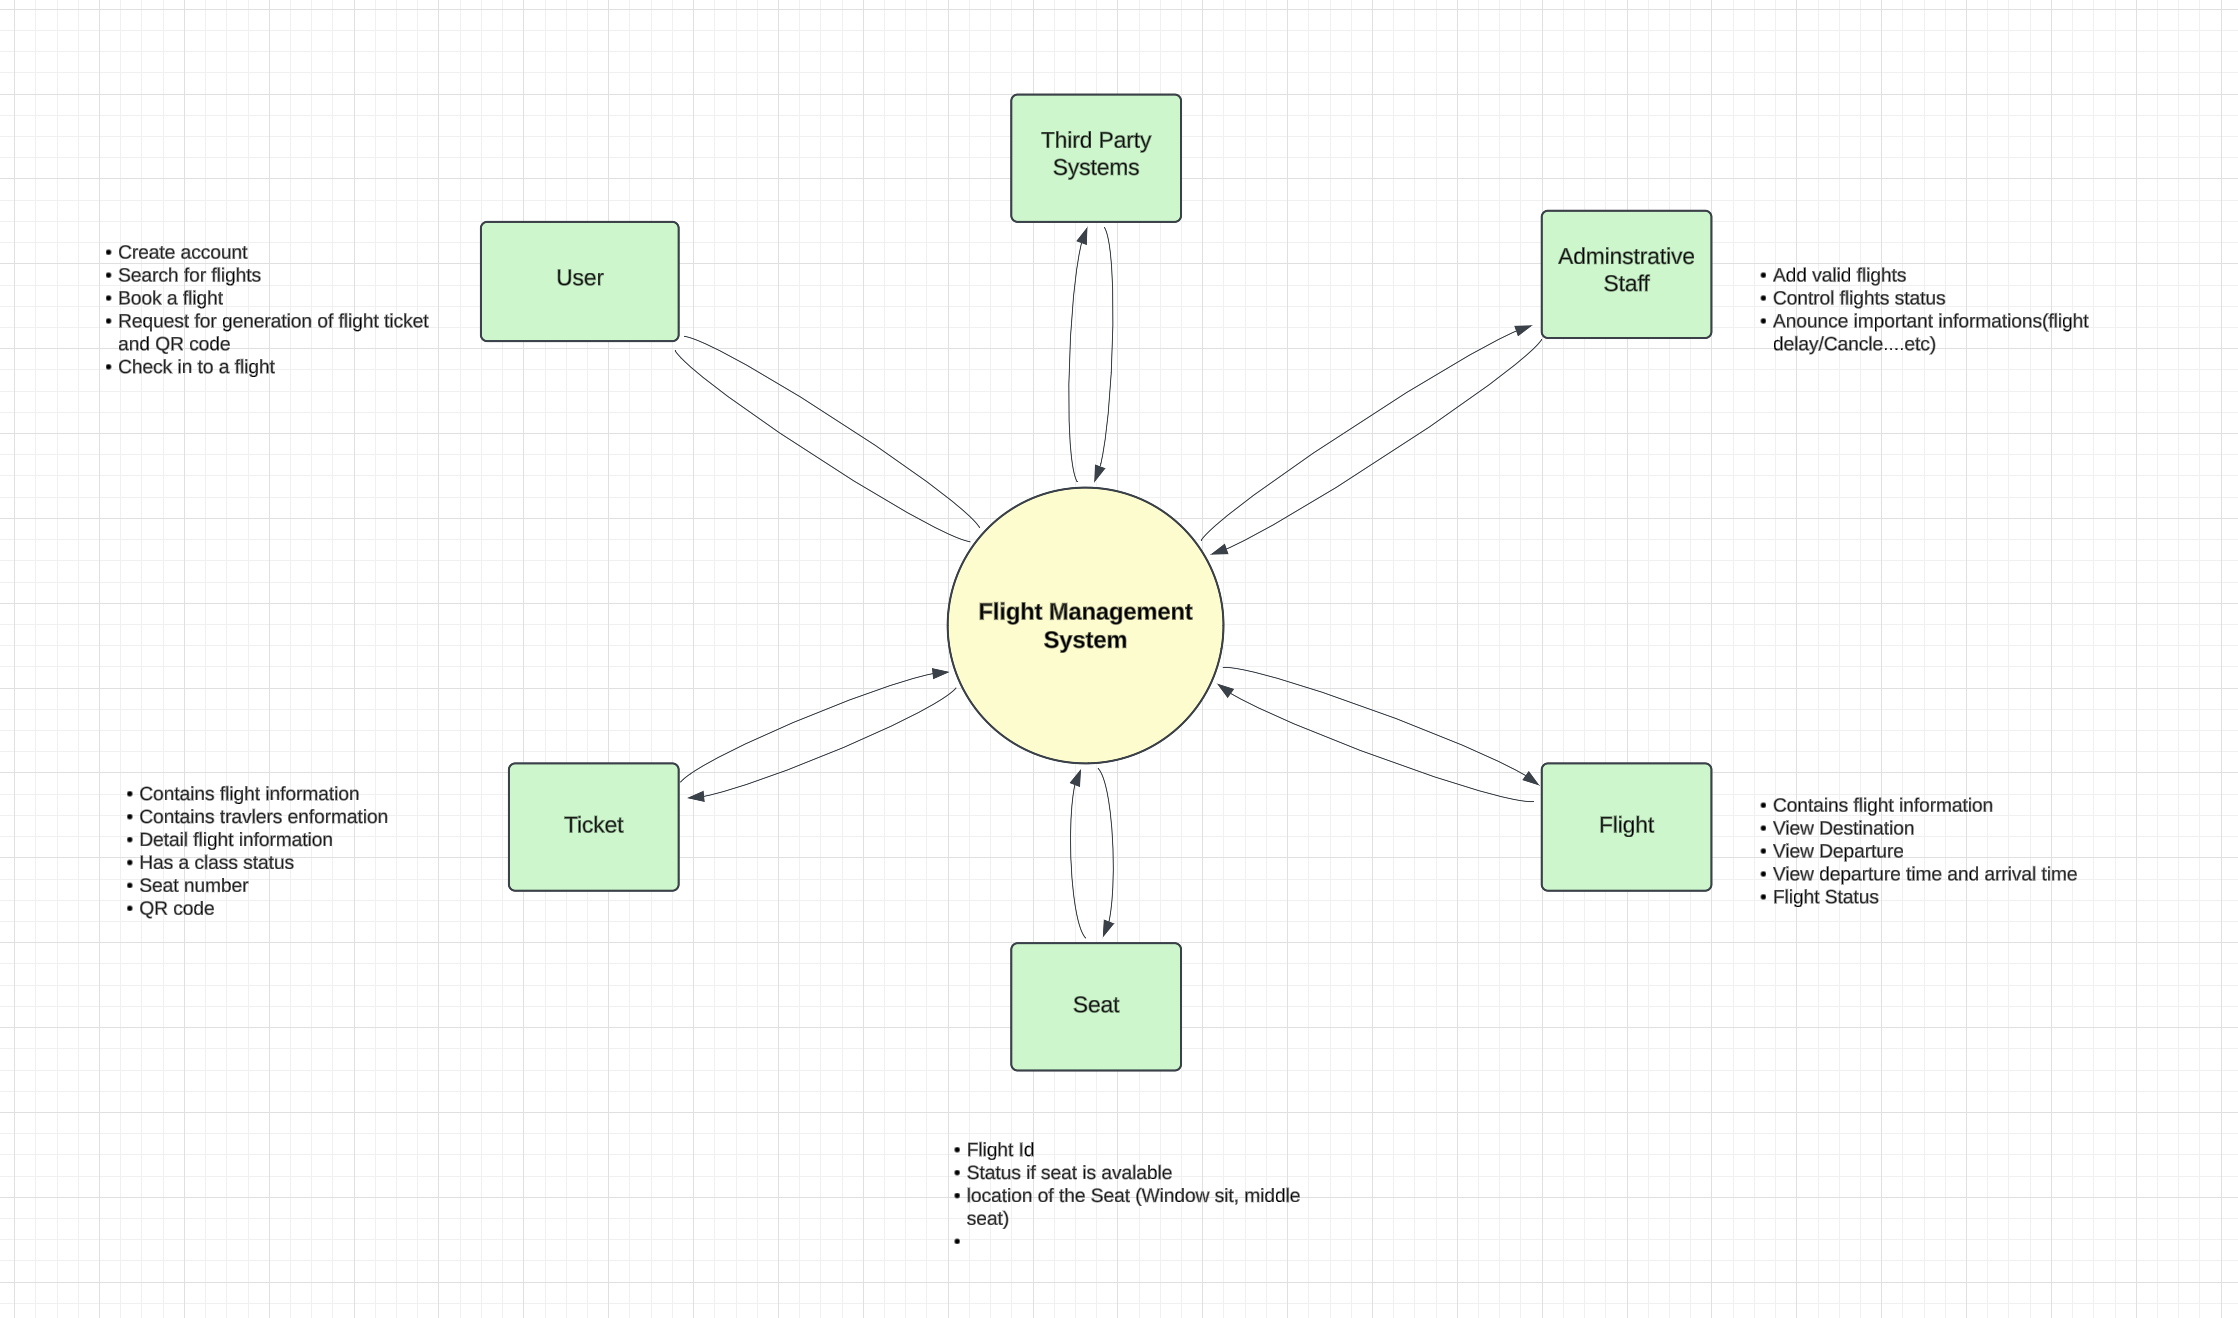 Third Party
Systems
User
• Create account
• Search for flights
• Book a flight
• Request for generation of flight ticket
and QR code
• Check in to a flight
Adminstrative
Staff
• Add valid flights
• Control flights status
• Anounce important informations(flight
delay/Cancle....etc)
Flight Management
System
Ticket
• Contains flight information
• Contains travlers enformation
• Detail flight information
• Has a class status
• Seat number
• QR code
Flight
• Contains flight information
• View Destination
• View Departure
• View departure time and arrival time
• Flight Status
Seat
• Flight Id
• Status if seat is avalable
• location of the Seat (Window sit, middle
seat)
•